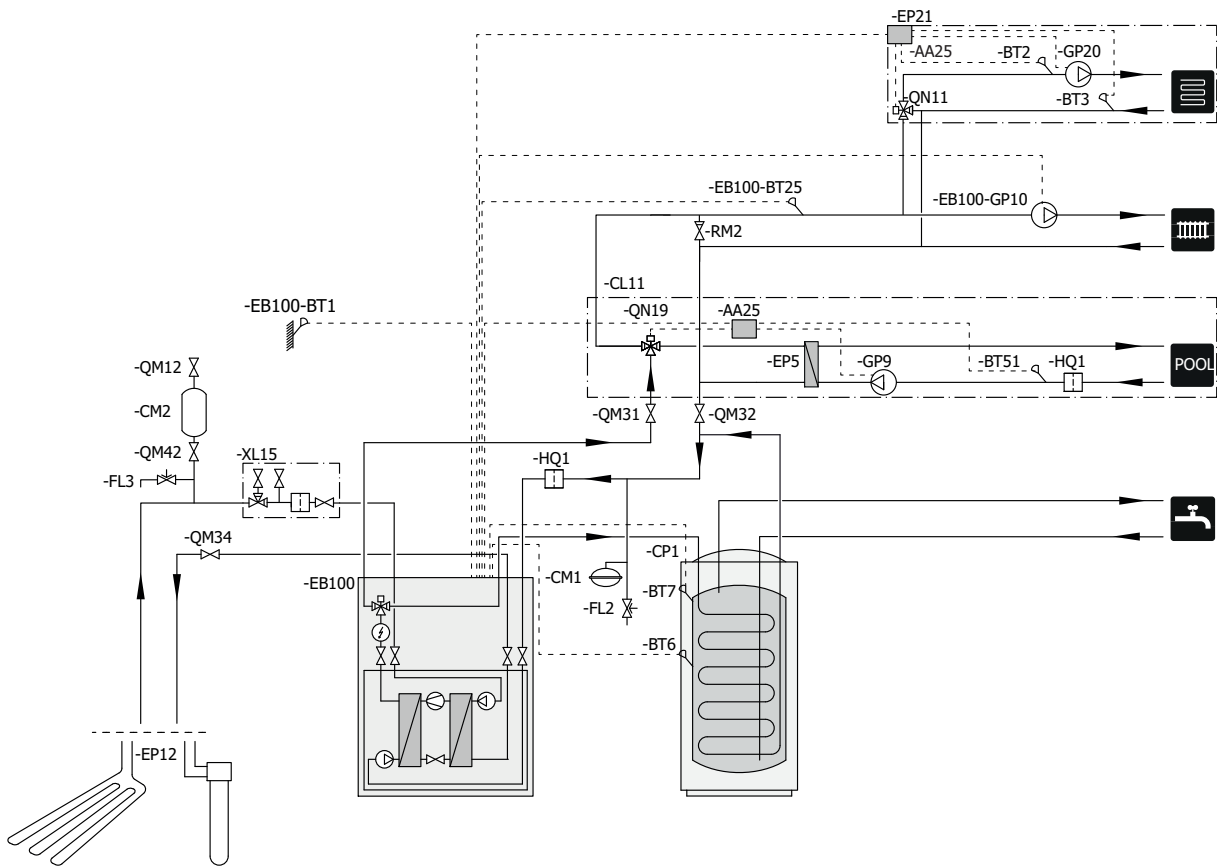 -EP21
-AA25
-BT2
-GP20
-QN11
-BT3
-EB100-BT25
-EB100-GP10
-RM2
-CL11
-EB100-BT1
-QN19
-AA25
-QM12
-EP5
-GP9
-BT51
-HQ1
POOL
-CM2
-QM31
-QM32
-QM42
-XL15
-HQ1
-FL3
-QM34
-CP1
-EB100
-CM1
-BT7
-FL2
-BT6
-EP12